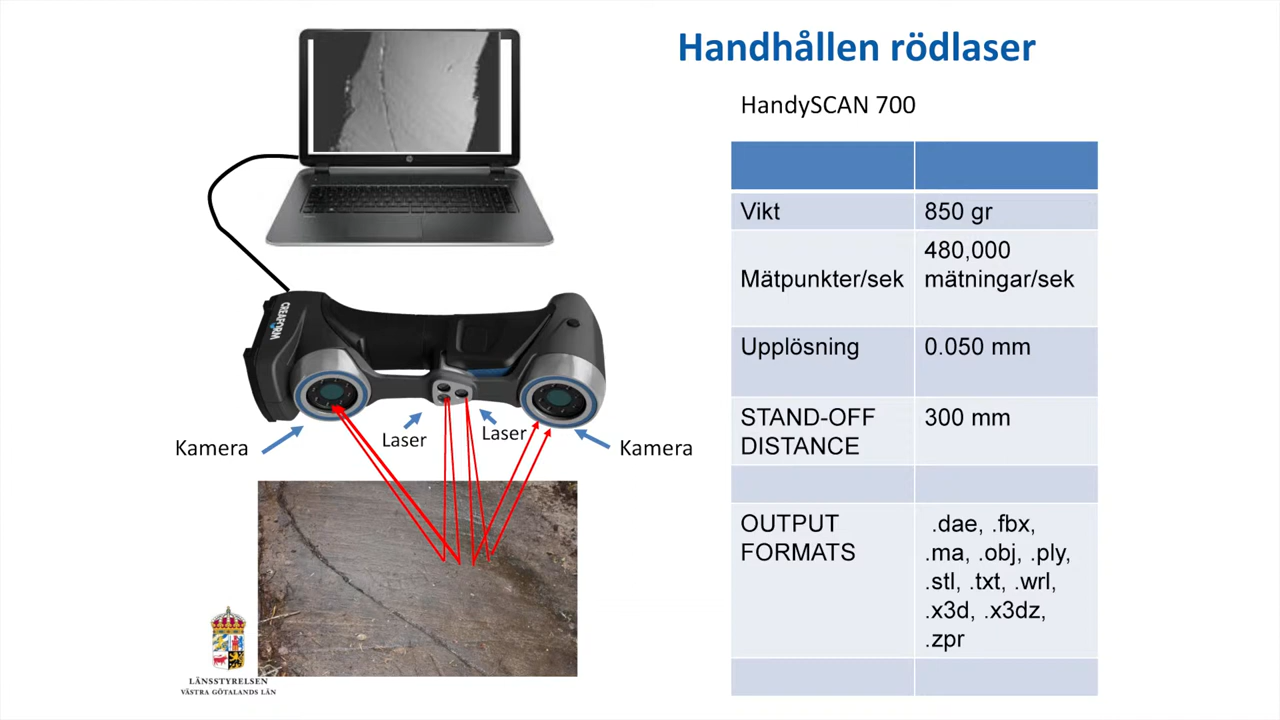 Handhållen rödlaser
HandySCAN 700
Vikt 850 gr
480,000
Mätpunkter/sek mätningar/sek
Upplösning 0.050 mm
STAND-OFF 300 mm
DISTANCE
OUTPUT .dae, .fbx,
FORMATS .ma, .obj, .ply,
.stl, .txt, .wrl,
.x3d, .x3dz,
.zpr
CREAFORM
Kamera
Laser
Laser
Kamera
LÄNSSTYRELSEN
VÄSTRA GÖTALANDS LÄN